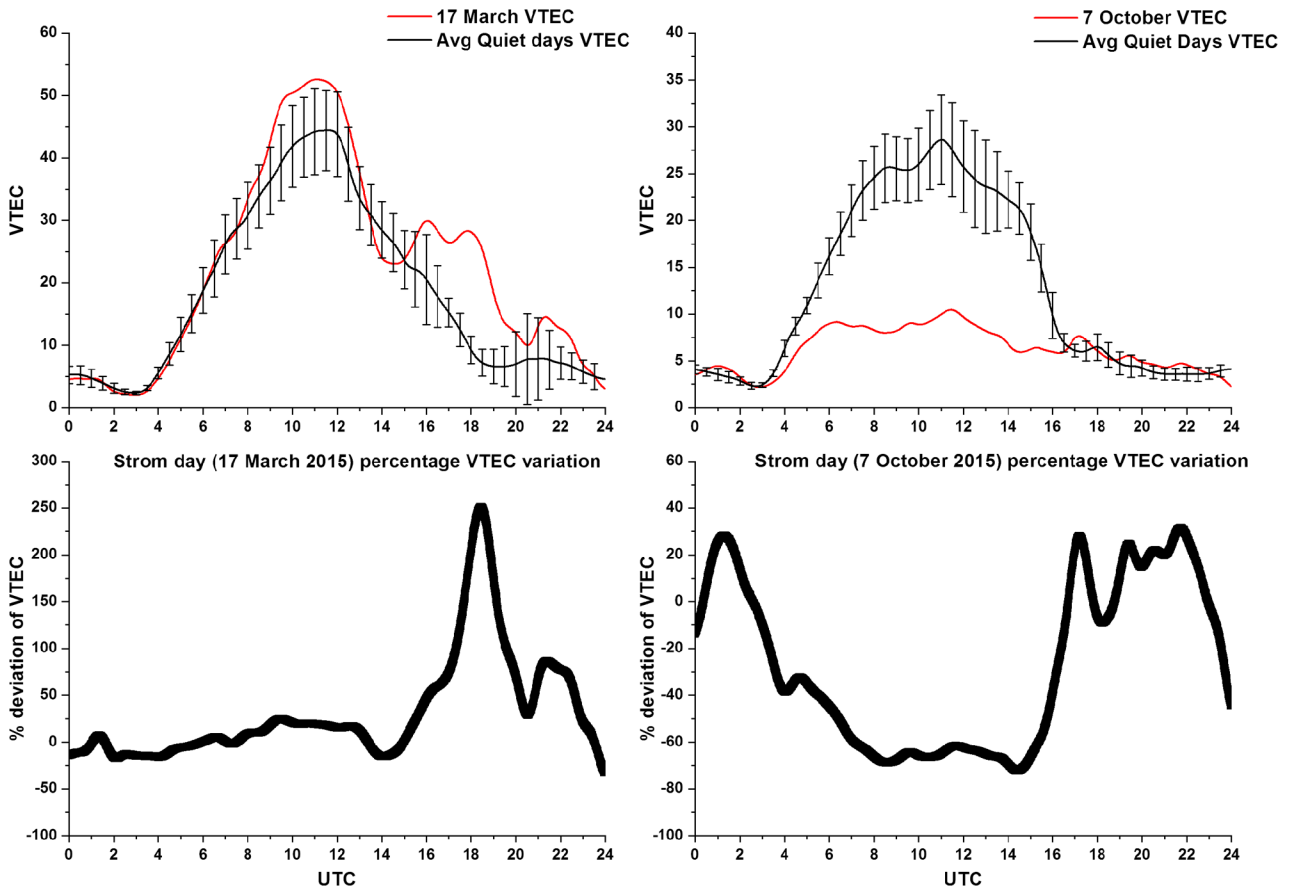 17 March VTEC
Avg Quiet days VTEC
60
50
40
30
20
10
0
VTEC
0 2 4 6 8 10 12 14 16 18 20 22 24
7 October VTEC
Avg Quiet Days VTEC
40
35
30
25
20
15
10
5
0
VTEC
0 2 4 6 8 10 12 14 16 18 20 22 24
Strom day (17 March 2015) percentage VTEC variation
300
250
200
150
100
50
0
-50
-100
% deviation of VTEC
0 2 4 6 8 10 12 14 16 18 20 22 24
UTC
Strom day (7 October 2015) percentage VTEC variation
60
40
20
0
-20
-40
-60
-80
-100
% deviation of VTEC
0 2 4 6 8 10 12 14 16 18 20 22 24
UTC